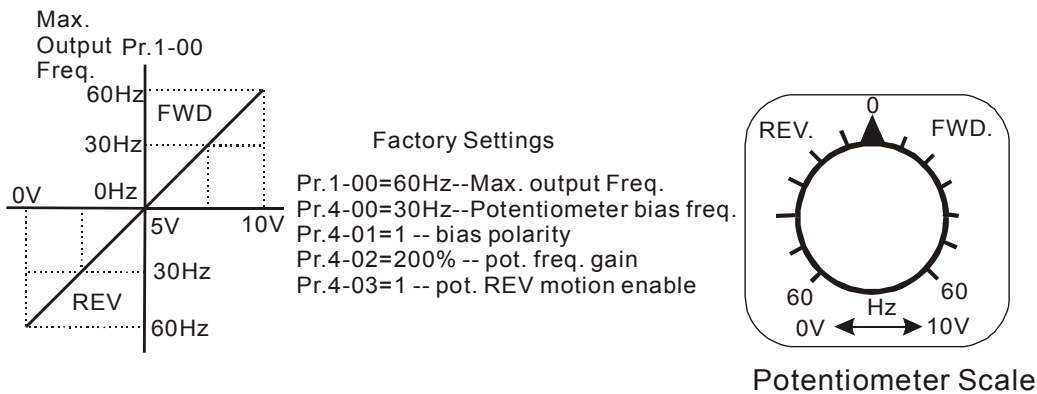 Max.
Output Pr.1-00
Freq.
60Hz
FWD
30Hz
0V
0Hz
5V
10V
30Hz
REV
60Hz
Factory Settings
Pr.1-00=60Hz--Max. output Freq.
Pr.4-00=30Hz--Potentiometer bias freq.
Pr.4-01=1 -- bias polarity
Pr.4-02=200% -- pot. freq. gain
Pr.4-03=1 -- pot. REV motion enable
0
REV.
FWD.
60
60
Hz
0V
10V
Potentiometer Scale